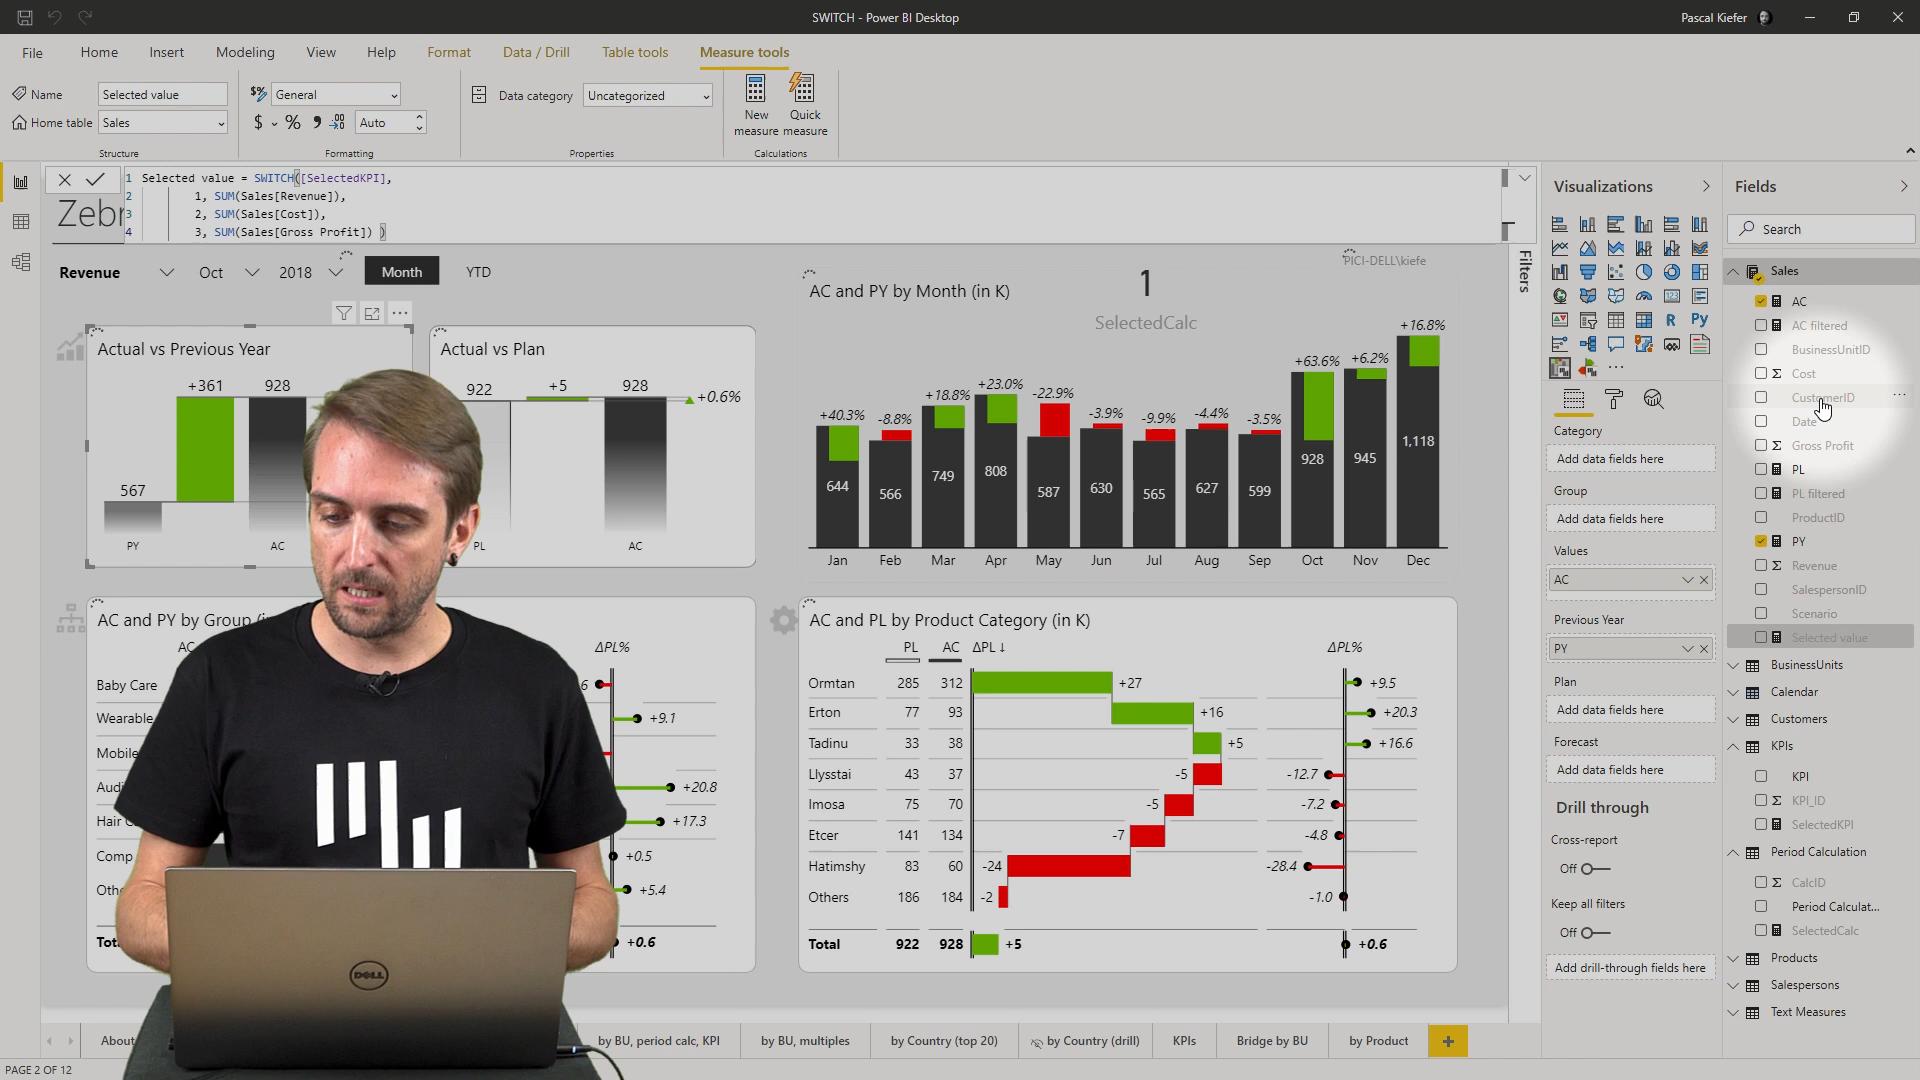 SWITCH - Power BI Desktop
Pascal Kiefer
File Home Insert Modeling View Help Format Data / Drill Table tools Measure tools
Name Selected value
Home table Sales
Structure
General
$ % Auto
Formatting
Data category Uncategorized
Properties
New measure
Quick measure
Calculations
1 Selected value = SWITCH([SelectedKPI],
2 1, SUM(Sales[Revenue]),
3 2, SUM(Sales[Cost]),
4 3, SUM(Sales[Gross Profit]) )
Revenue Oct 2018 Month YTD
PICI-DELL\kiefe
Actual vs Previous Year
+361 928
567
PY AC
Actual vs Plan
922 +5 928
+0.6%
PL AC
AC and PY by Month (in K)
1
SelectedCalc
+40.3% -8.8% +18.8% +23.0% -22.9% -3.9% -9.9% -4.4% -3.5% +63.6% +6.2% +16.8%
644 566 749 808 587 630 565 627 599 928 945 1,118
Jan Feb Mar Apr May Jun Jul Aug Sep Oct Nov Dec
AC and PY by Group
AC ΔPL%
Baby Care
Wearable +9.1
Mobile
+20.8
Hair +17.3
Comp +0.5
+5.4
+0.6
AC and PL by Product Category (in K)
PL AC ΔPL ↓ ΔPL%
Ormtan 285 312 +27 +9.5
Erton 77 93 +16 +20.3
Tadinu 33 38 +5 +16.6
Llysstai 43 37 -5 -12.7
Imosa 75 70 -5 -7.2
Etcer 141 134 -7 -4.8
Hatimshy 83 60 -24 -28.4
Others 186 184 -2 -1.0
Total 922 928 +5 +0.6
DELL
About by BU, period calc, KPI by BU, multiples by Country (top 20) by Country (drill) KPIs Bridge by BU by Product +
PAGE 2 OF 12
Filters
Visualizations
R Py
Category
Add data fields here
Group
Add data fields here
Values
AC
Previous Year
PY
Plan
Add data fields here
Forecast
Add data fields here
Drill through
Cross-report
Off
Keep all filters
Off
Add drill-through fields here
Fields
Search
Sales
AC
AC filtered
BusinessUnitID
Σ Cost
CustomerID
Date
Σ Gross Profit
PL
PL filtered
ProductID
PY
Σ Revenue
SalespersonID
Scenario
Selected value
BusinessUnits
Calendar
Customers
KPIs
KPI
Σ KPI_ID
SelectedKPI
Period Calculation
Σ CalcID
Period Calculat...
SelectedCalc
Products
Salespersons
Text Measures